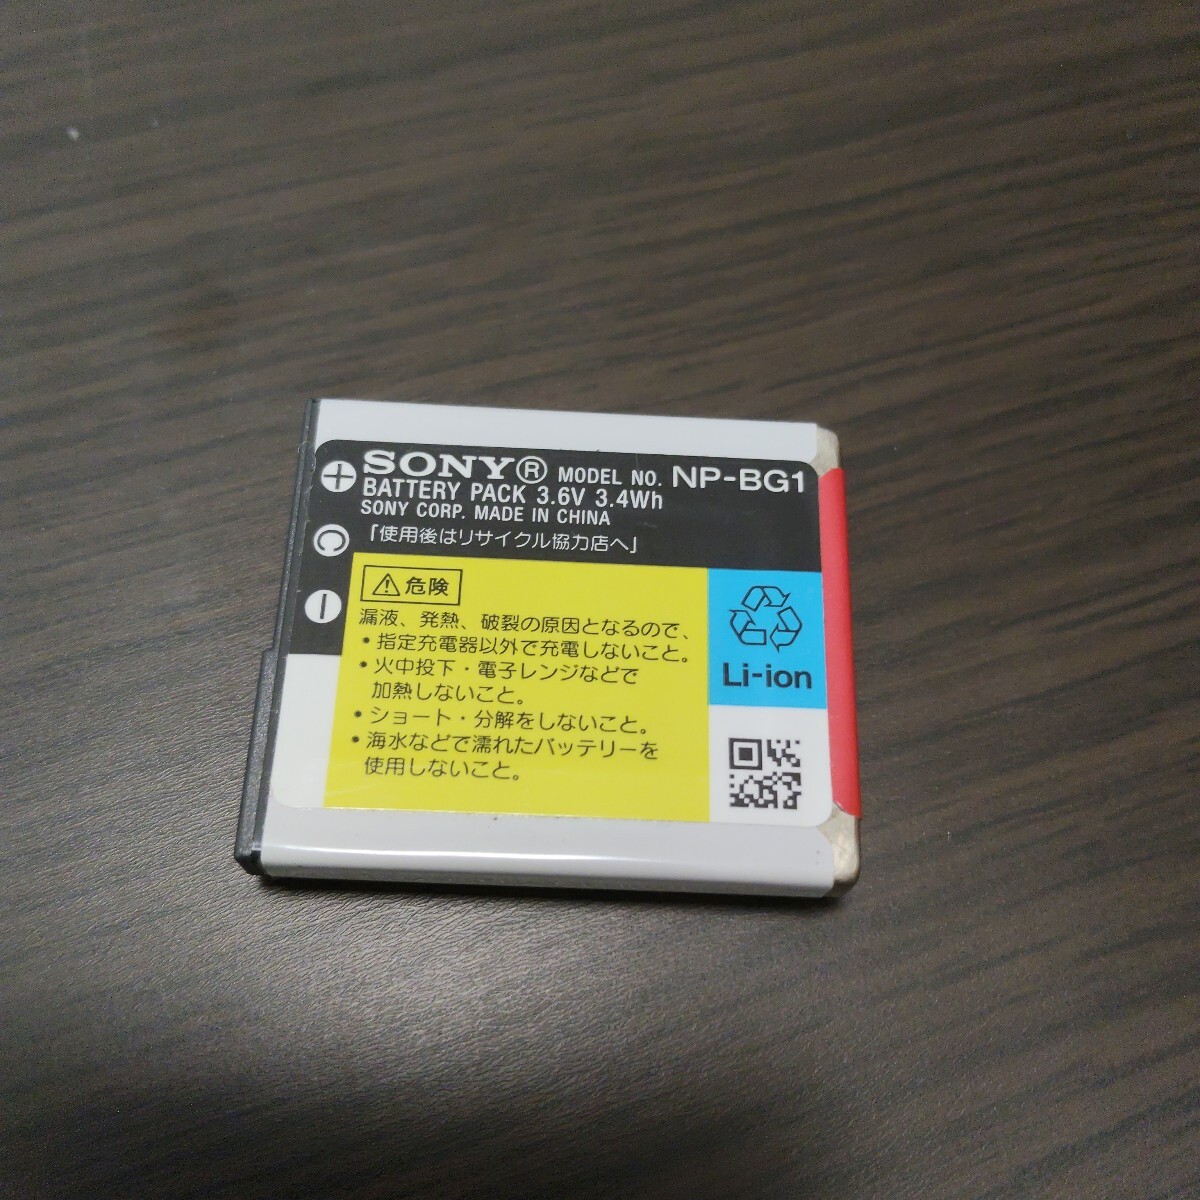 SONY® MODEL NO. NP-BG1
BATTERY PACK 3.6V 3.4Wh
SONY CORP. MADE IN CHINA
「使用後はリサイクル協力店へ」
⚠危険
漏液、発熱、破裂の原因となるので、
・指定充電器以外で充電しないこと。
・火中投下・電子レンジなどで
加熱しないこと。
・ショート・分解をしないこと。
・海水などで濡れたバッテリーを
使用しないこと。
Li-ion